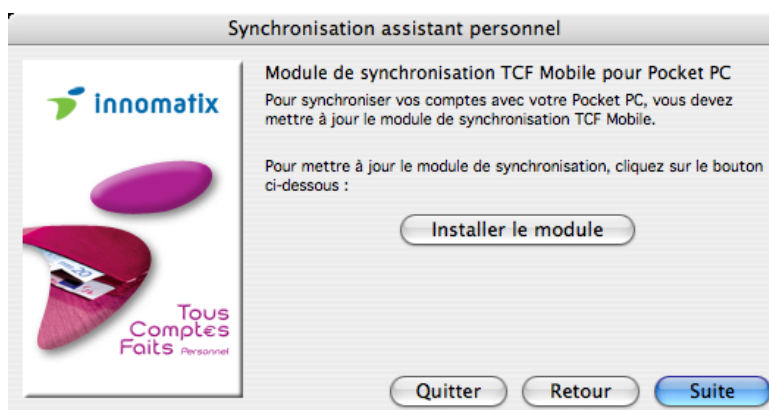 Synchronisation assistant personnel
innomatix
Module de synchronisation TCF Mobile pour Pocket PC
Pour synchroniser vos comptes avec votre Pocket PC, vous devez
mettre à jour le module de synchronisation TCF Mobile.
Pour mettre à jour le module de synchronisation, cliquez sur le bouton
ci-dessous :
Installer le module
20
Tous
Comptes
Faits Personnel
Quitter
Retour
Suite